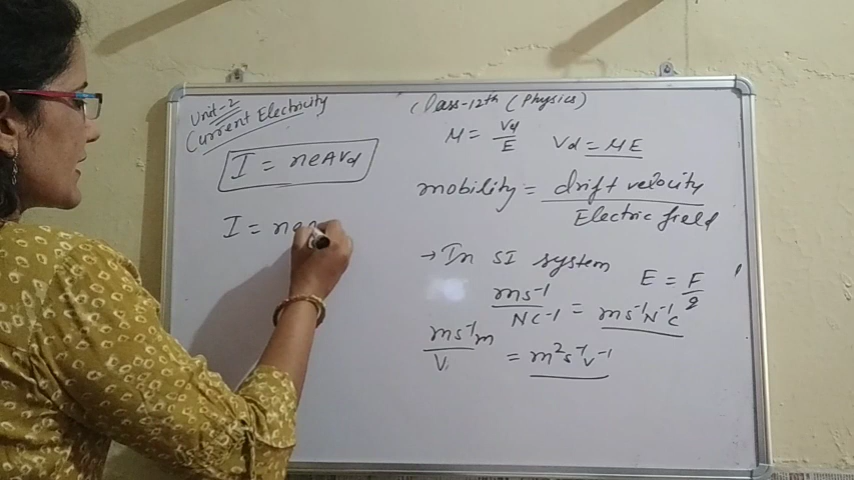 Unit-2
Current Electricity
I = neAVd
I = ne
Class-12th (Physics)
μ = Vd/E
Vd = μE
mobility = drift velocity / Electric field
→ In SI system
E = F/q
ms⁻¹/NC⁻¹ = ms⁻¹N⁻¹C
ms⁻¹m/V = m²s⁻¹v⁻¹